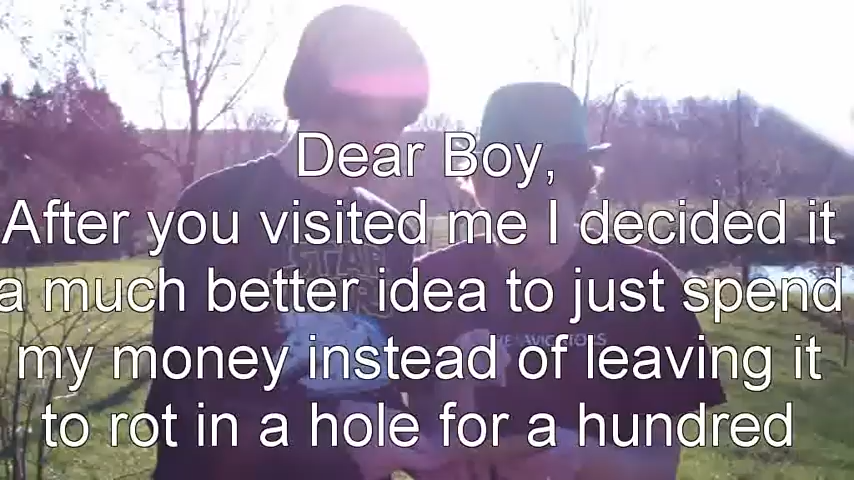 Dear Boy,
After you visited me I decided it
a much better idea to just spend
my money instead of leaving it
to rot in a hole for a hundred
STAR